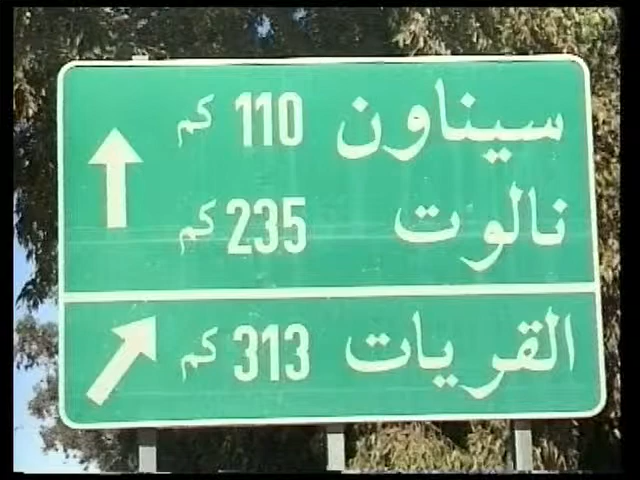 سيناون 110 كم
نالوت 235 كم
القريات 313 كم